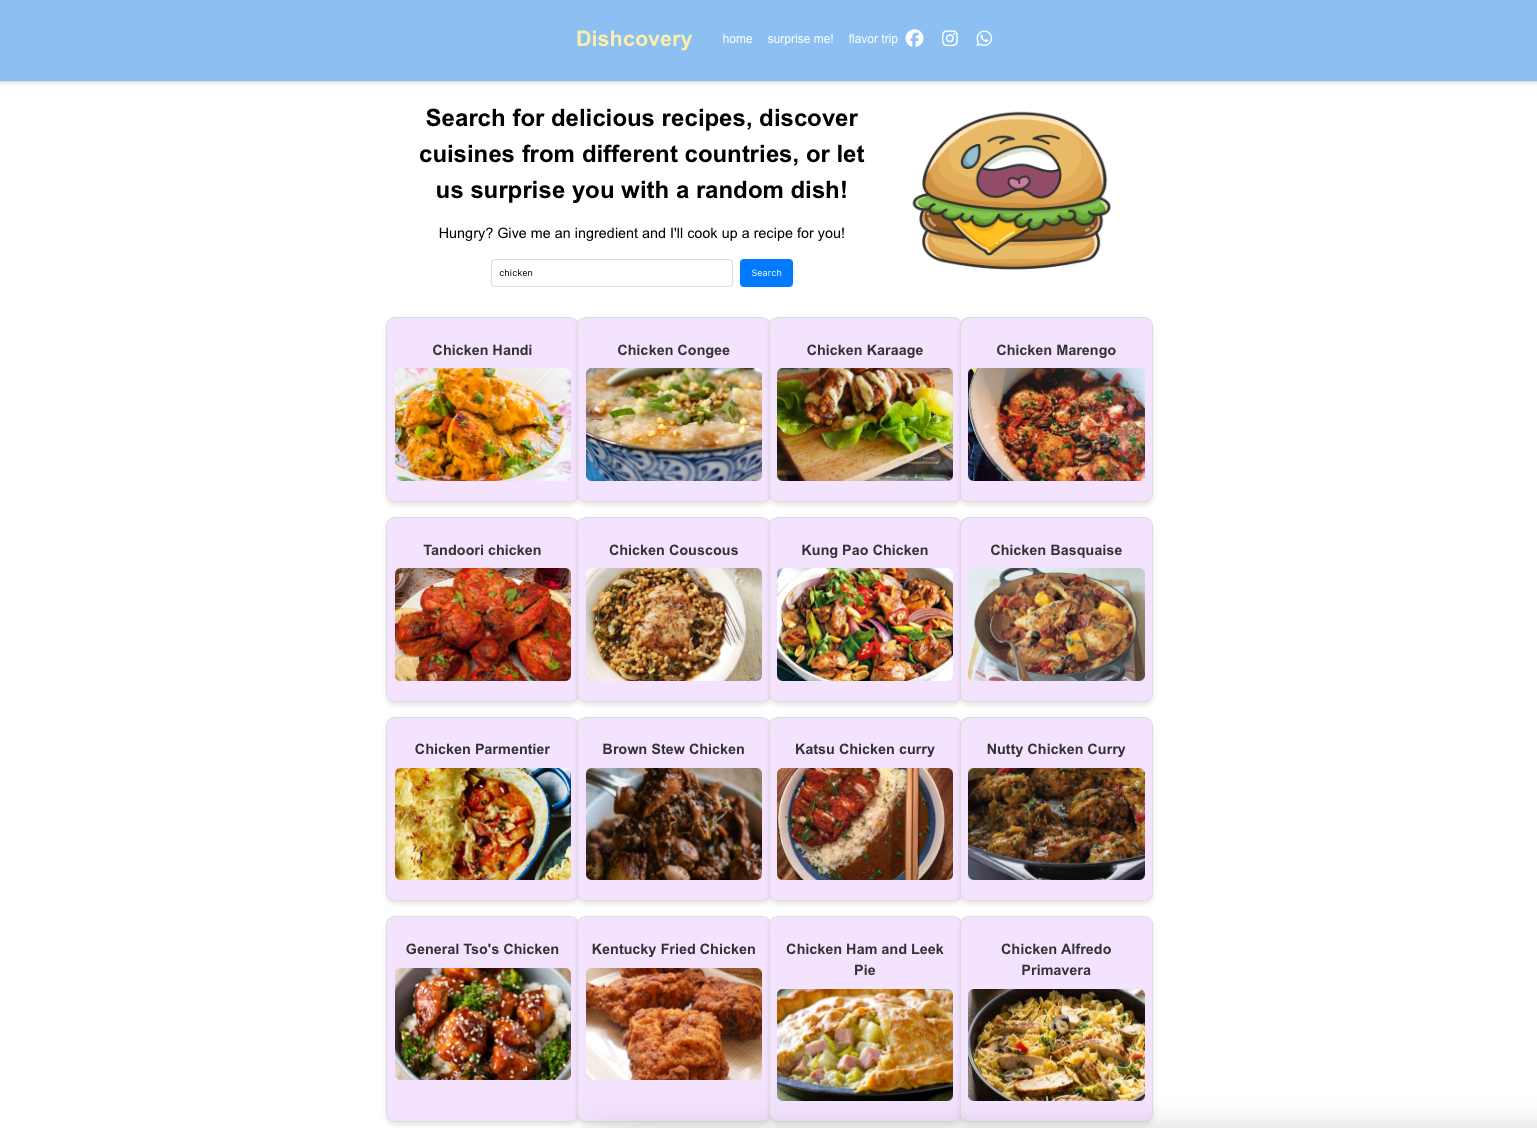 Dishcovery
home surprise me! flavor trip
Search for delicious recipes, discover
cuisines from different countries, or let
us surprise you with a random dish!
Hungry? Give me an ingredient and I'll cook up a recipe for you!
chicken Search
Chicken Handi
Chicken Congee
Chicken Karaage
Chicken Marengo
Tandoori chicken
Chicken Couscous
Kung Pao Chicken
Chicken Basquaise
Chicken Parmentier
Brown Stew Chicken
Katsu Chicken curry
Nutty Chicken Curry
General Tso's Chicken
Kentucky Fried Chicken
Chicken Ham and Leek
Pie
Chicken Alfredo
Primavera